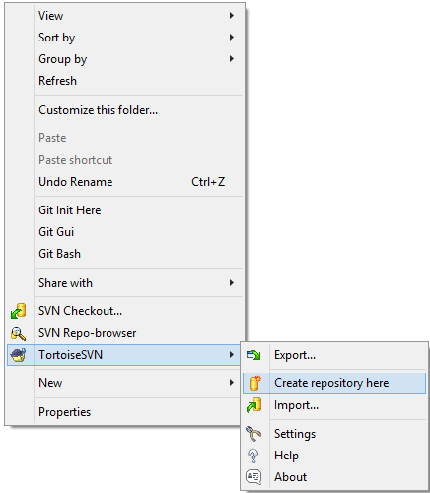 View
Sort by
Group by
Refresh
Customize this folder...
Paste
Paste shortcut
Undo Rename Ctrl+Z
Git Init Here
Git Gui
Git Bash
Share with
SVN Checkout...
SVN Repo-browser
TortoiseSVN
New
Properties
Export...
Create repository here
Import...
Settings
Help
About